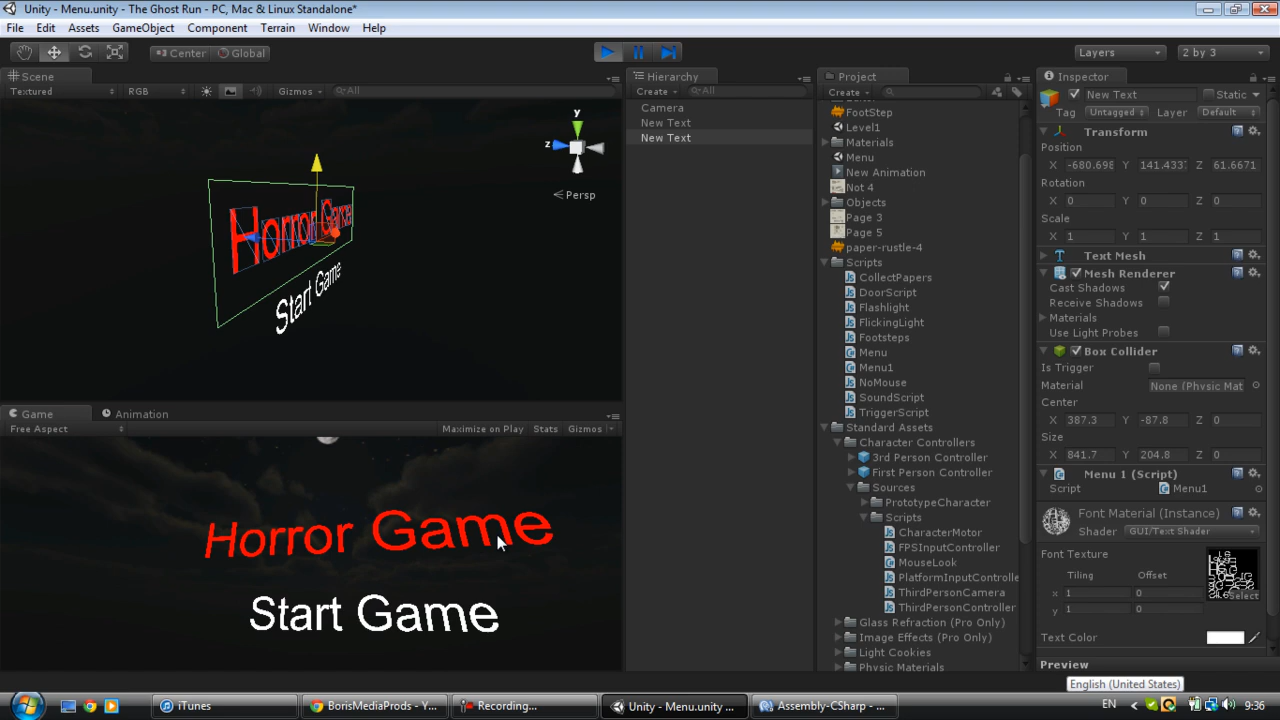 Unity - Menu.unity - The Ghost Run - PC, Mac & Linux Standalone*
File Edit Assets GameObject Component Terrain Window Help
Center Global Layers 2 by 3
Scene
Textured RGB Gizmos All
y
z
Persp
Horror Game
Start Game
Game Animation
Free Aspect Maximize on Play Stats Gizmos
Horror Game
Start Game
Hierarchy
Create All
Camera
New Text
New Text
Project
Create
FootStep
Level1
Materials
Menu
New Animation
Not 4
Objects
Page 3
Page 5
paper-rustle-4
Scripts
CollectPapers
DoorScript
Flashlight
FlickingLight
Footsteps
Menu
Menu1
NoMouse
SoundScript
TriggerScript
Standard Assets
Character Controllers
3rd Person Controller
First Person Controller
Sources
PrototypeCharacter
Scripts
CharacterMotor
FPSInputController
MouseLook
PlatformInputControlle
ThirdPersonCamera
ThirdPersonController
Glass Refraction (Pro Only)
Image Effects (Pro Only)
Light Cookies
Physic Materials
Inspector
New Text Static
Tag Untagged Layer Default
Transform
Position
X -680.698 Y 141.433 Z 61.6671
Rotation
X 0 Y 0 Z 0
Scale
X 1 Y 1 Z 1
Text Mesh
Mesh Renderer
Cast Shadows
Receive Shadows
Materials
Use Light Probes
Box Collider
Is Trigger
Material None (Physic Mat
Center
X 387.3 Y -87.8 Z 0
Size
X 841.7 Y 204.8 Z 0
Menu 1 (Script)
Script Menu1
Font Material (Instance)
Shader GUI/Text Shader
Font Texture
Tiling Offset
x 1 0
y 1 0
Select
Text Color
Preview
English (United States)
iTunes BorisMediaProds Y... Recording... Unity - Menu.unity ... Assembly-CSharp - ... EN 9:36